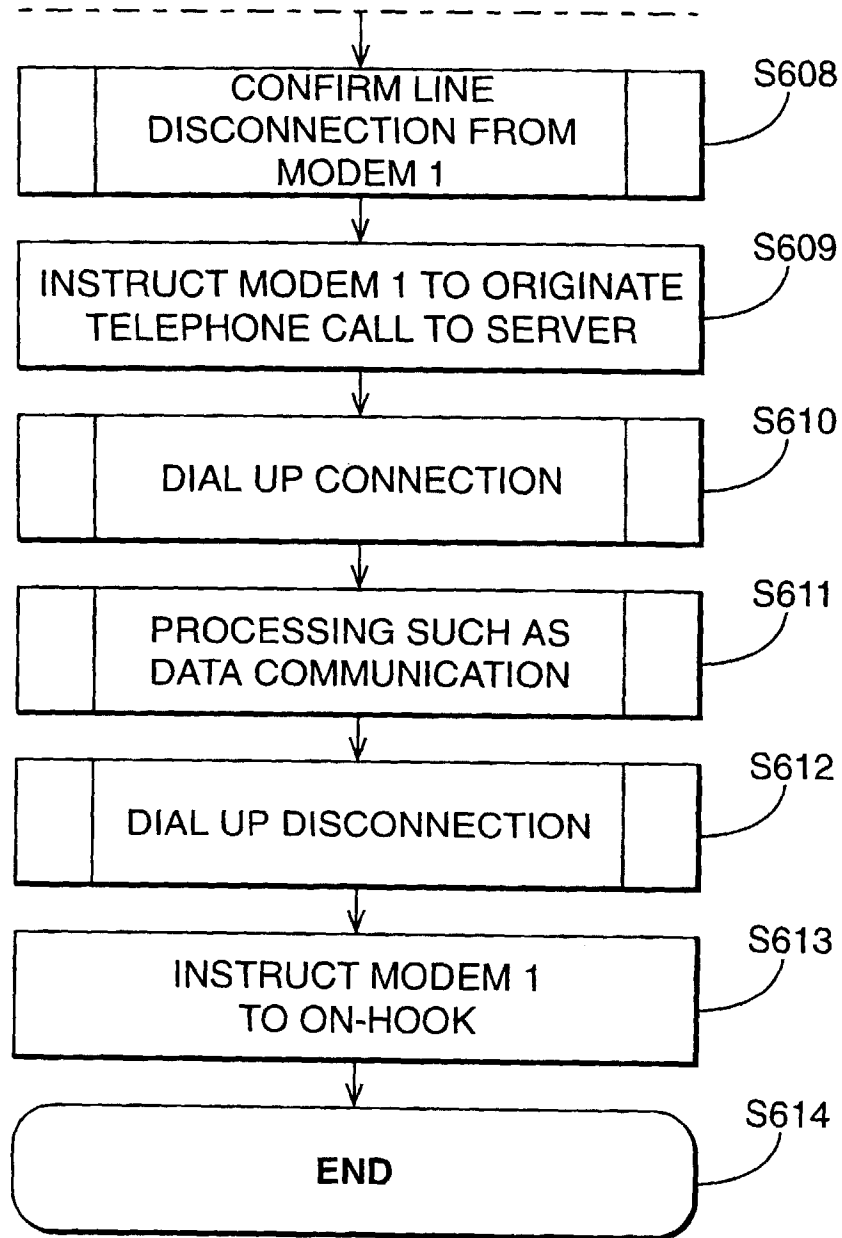 S608
CONFIRM LINE
DISCONNECTION FROM
MODEM 1
S609
INSTRUCT MODEM 1 TO ORIGINATE
TELEPHONE CALL TO SERVER
S610
DIAL UP CONNECTION
S611
PROCESSING SUCH AS
DATA COMMUNICATION
S612
DIAL UP DISCONNECTION
S613
INSTRUCT MODEM 1
TO ON-HOOK
S614
END